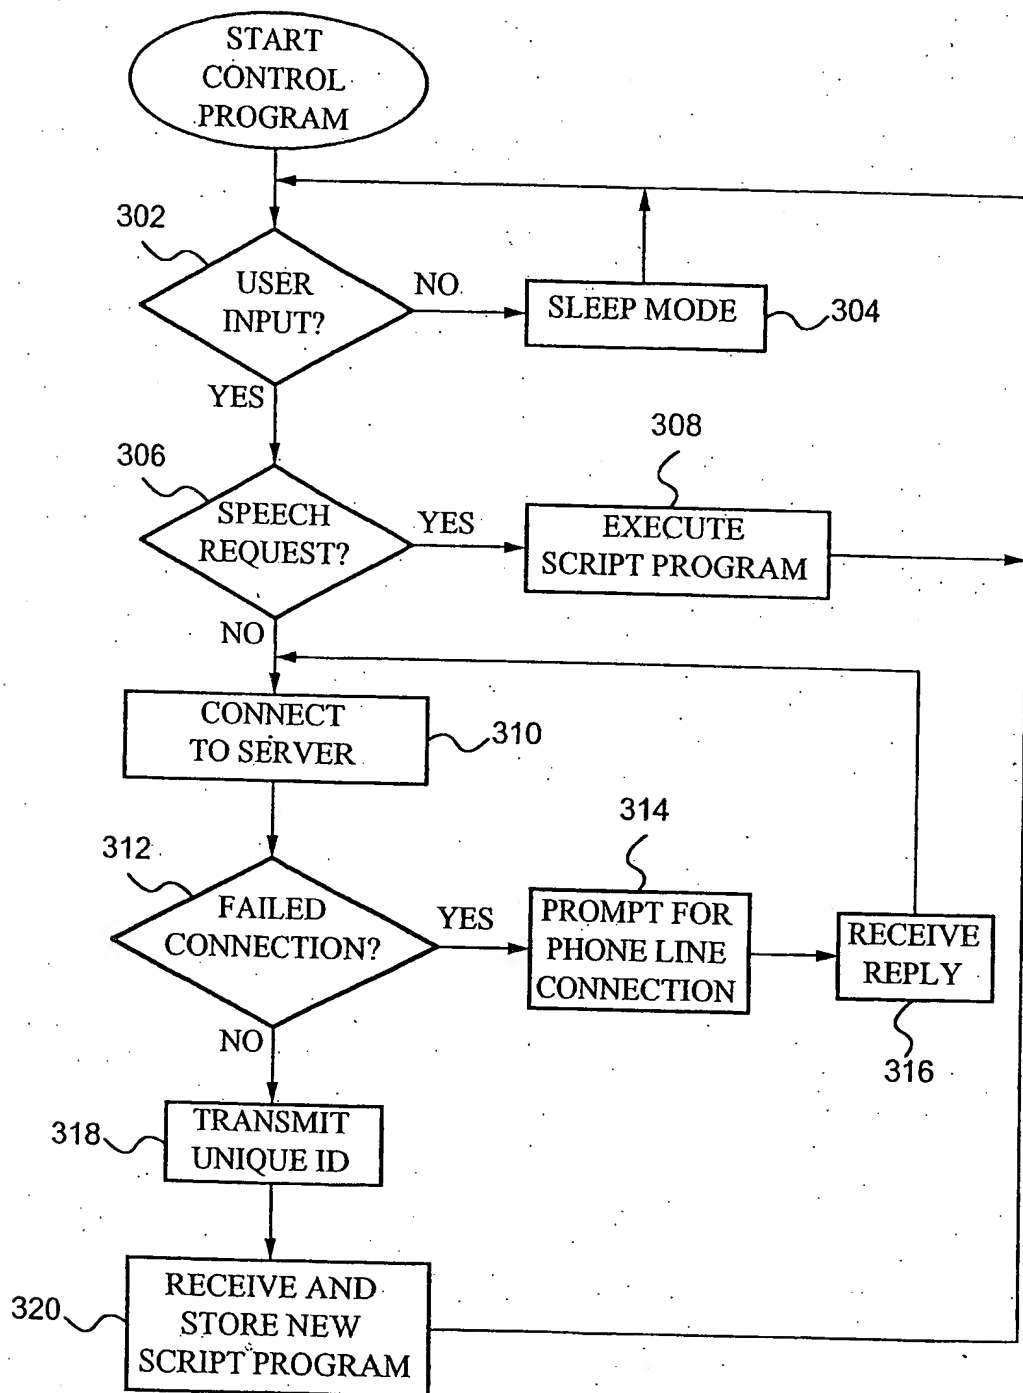 START
CONTROL
PROGRAM
302
USER
INPUT?
NO
SLEEP MODE
304
YES
308
306
SPEECH
REQUEST?
YES
EXECUTE
SCRIPT PROGRAM
NO
CONNECT
TO SERVER
310
314
312
FAILED
CONNECTION?
YES
PROMPT FOR
PHONE LINE
CONNECTION
RECEIVE
REPLY
NO
316
318
TRANSMIT
UNIQUE ID
320
RECEIVE AND
STORE NEW
SCRIPT PROGRAM